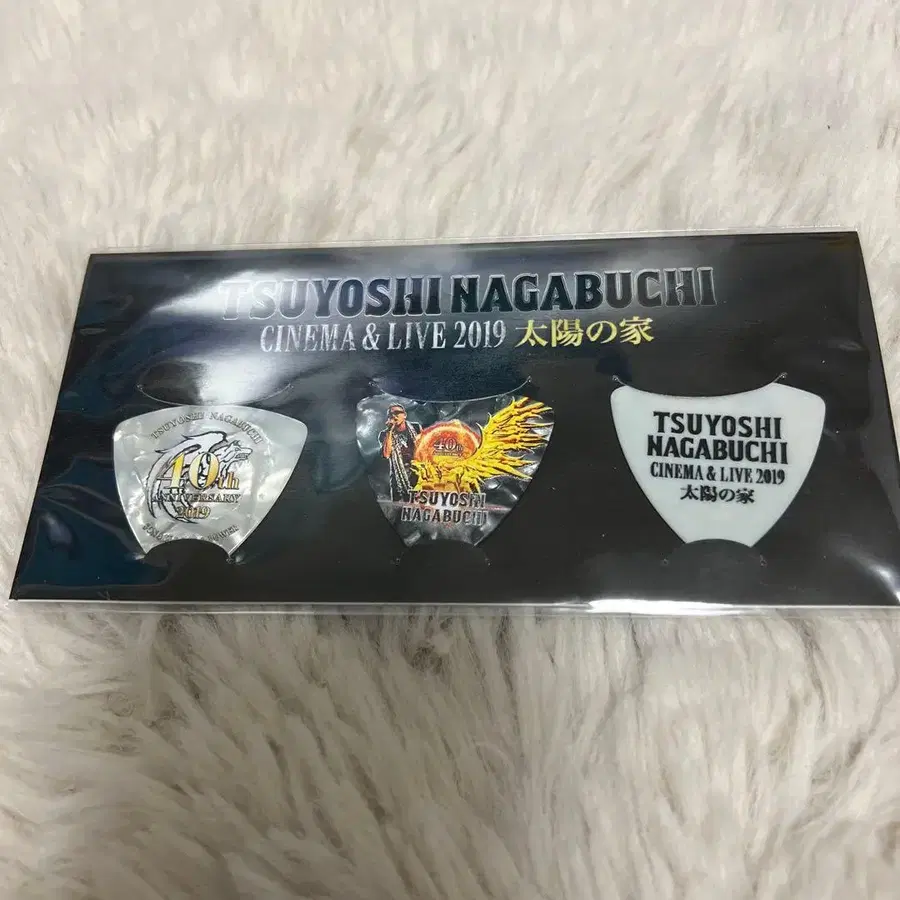 TSUYOSHI NAGABUCHI
CINEMA & LIVE 2019 太陽の家
TSUYOSHI NAGABUCHI
40th
ANNIVERSARY
2019
40th
TSUYOSHI
NAGABUCHI
TSUYOSHI
NAGABUCHI
CINEMA & LIVE 2019
太陽の家